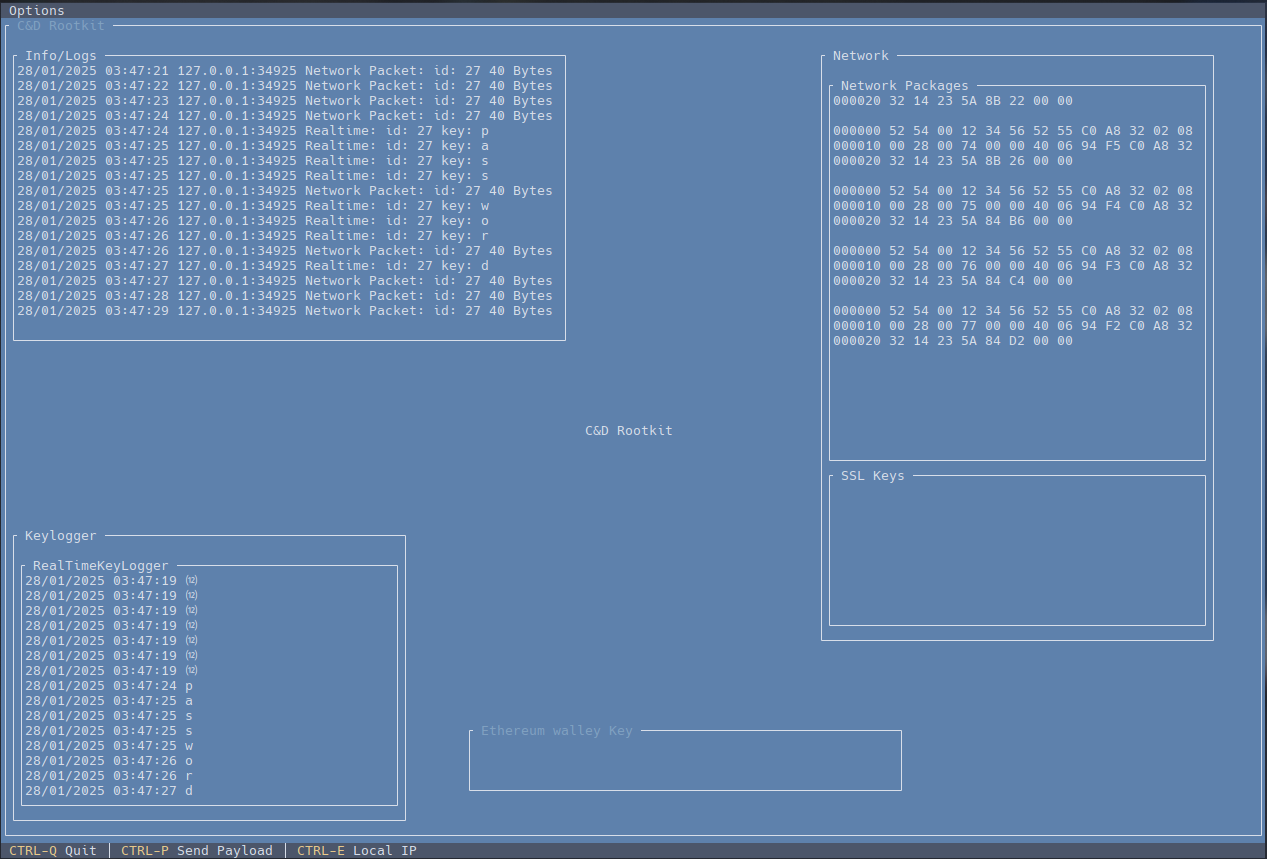 Options
C&D Rootkit
Info/Logs
28/01/2025 03:47:21 127.0.0.1:34925 Network Packet: id: 27 40 Bytes
28/01/2025 03:47:22 127.0.0.1:34925 Network Packet: id: 27 40 Bytes
28/01/2025 03:47:23 127.0.0.1:34925 Network Packet: id: 27 40 Bytes
28/01/2025 03:47:24 127.0.0.1:34925 Network Packet: id: 27 40 Bytes
28/01/2025 03:47:24 127.0.0.1:34925 Realtime: id: 27 key: p
28/01/2025 03:47:25 127.0.0.1:34925 Realtime: id: 27 key: a
28/01/2025 03:47:25 127.0.0.1:34925 Realtime: id: 27 key: s
28/01/2025 03:47:25 127.0.0.1:34925 Realtime: id: 27 key: s
28/01/2025 03:47:25 127.0.0.1:34925 Network Packet: id: 27 40 Bytes
28/01/2025 03:47:25 127.0.0.1:34925 Realtime: id: 27 key: w
28/01/2025 03:47:26 127.0.0.1:34925 Realtime: id: 27 key: o
28/01/2025 03:47:26 127.0.0.1:34925 Realtime: id: 27 key: r
28/01/2025 03:47:26 127.0.0.1:34925 Network Packet: id: 27 40 Bytes
28/01/2025 03:47:27 127.0.0.1:34925 Realtime: id: 27 key: d
28/01/2025 03:47:27 127.0.0.1:34925 Network Packet: id: 27 40 Bytes
28/01/2025 03:47:28 127.0.0.1:34925 Network Packet: id: 27 40 Bytes
28/01/2025 03:47:29 127.0.0.1:34925 Network Packet: id: 27 40 Bytes
Network
Network Packages
000020 32 14 23 5A 8B 22 00 00
000000 52 54 00 12 34 56 52 55 C0 A8 32 02 08
000010 00 28 00 74 00 00 40 06 94 F5 C0 A8 32
000020 32 14 23 5A 8B 26 00 00
000000 52 54 00 12 34 56 52 55 C0 A8 32 02 08
000010 00 28 00 75 00 00 40 06 94 F4 C0 A8 32
000020 32 14 23 5A 84 B6 00 00
000000 52 54 00 12 34 56 52 55 C0 A8 32 02 08
000010 00 28 00 76 00 00 40 06 94 F3 C0 A8 32
000020 32 14 23 5A 84 C4 00 00
000000 52 54 00 12 34 56 52 55 C0 A8 32 02 08
000010 00 28 00 77 00 00 40 06 94 F2 C0 A8 32
000020 32 14 23 5A 84 D2 00 00
C&D Rootkit
SSL Keys
Keylogger
RealTimeKeyLogger
28/01/2025 03:47:19 ⑿
28/01/2025 03:47:19 ⑿
28/01/2025 03:47:19 ⑿
28/01/2025 03:47:19 ⑿
28/01/2025 03:47:19 ⑿
28/01/2025 03:47:19 ⑿
28/01/2025 03:47:19 ⑿
28/01/2025 03:47:24 p
28/01/2025 03:47:25 a
28/01/2025 03:47:25 s
28/01/2025 03:47:25 s
28/01/2025 03:47:25 w
28/01/2025 03:47:26 o
28/01/2025 03:47:26 r
28/01/2025 03:47:27 d
Ethereum walley Key
CTRL-Q Quit │ CTRL-P Send Payload │ CTRL-E Local IP